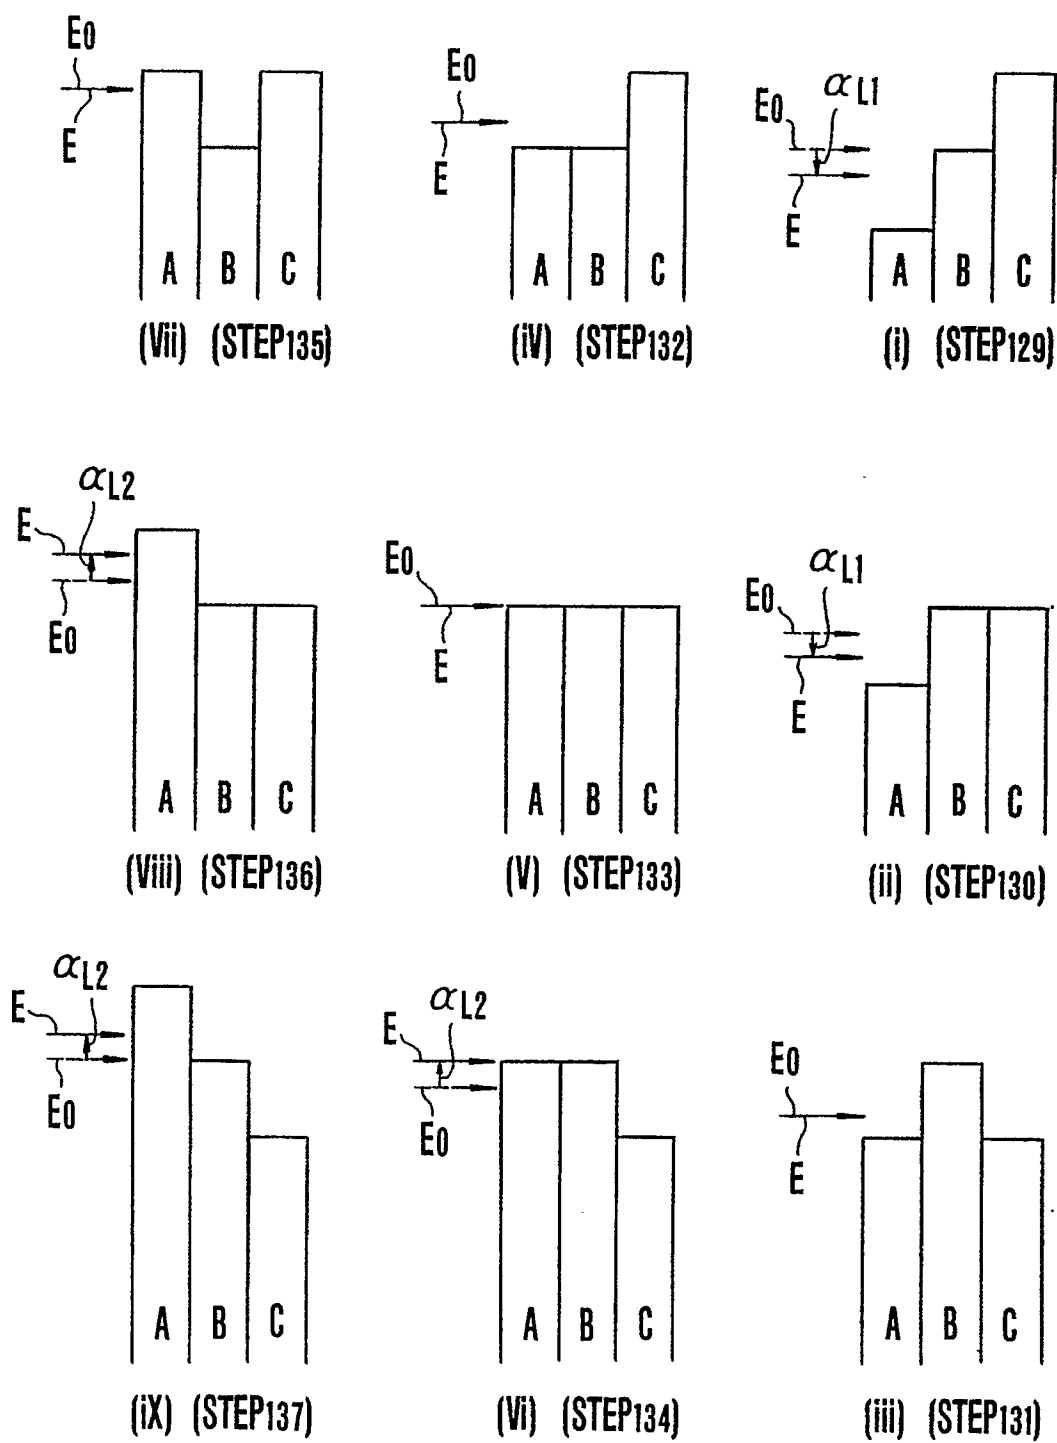 E0
E
A B C
(Vii) (STEP135)
E0
E
A B C
(iV) (STEP132)
αL1
E0
E
A B C
(i) (STEP129)
αL2
E
E0
A B C
(Viii) (STEP136)
E0
E
A B C
(V) (STEP133)
αL1
E0
E
A B C
(ii) (STEP130)
αL2
E
E0
A B C
(iX) (STEP137)
αL2
E
E0
A B C
(Vi) (STEP134)
E0
E
A B C
(iii) (STEP131)